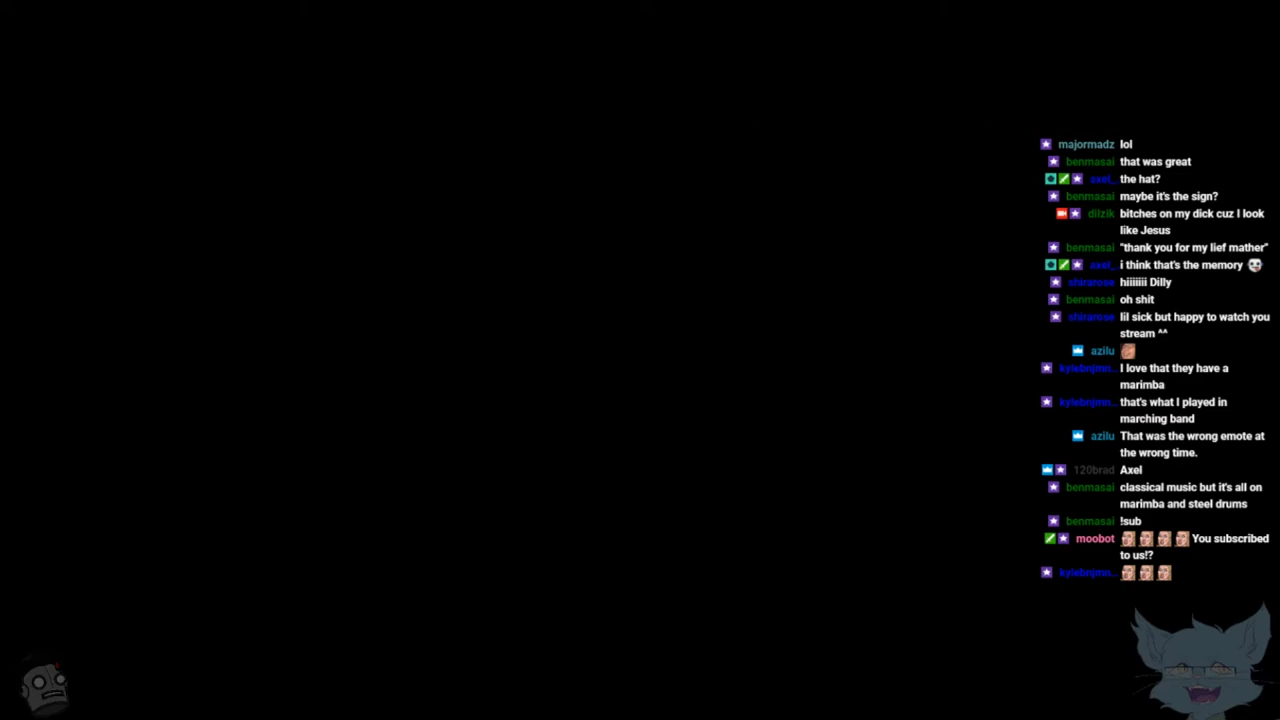 majormadz lol
benmasai that was great
axel_ the hat?
benmasai maybe it's the sign?
dilzik bitches on my dick cuz I look
like Jesus
benmasai "thank you for my lief mather"
axel_ i think that's the memory
shirarose hiiiiiii Dilly
benmasai oh shit
shirarose lil sick but happy to watch you
stream ^^
azilu
kylebnjmn... I love that they have a
marimba
kylebnjmn... that's what I played in
marching band
azilu That was the wrong emote at
the wrong time.
120brad Axel
benmasai classical music but it's all on
marimba and steel drums
benmasai !sub
moobot You subscribed
to us!?
kylebnjmn...